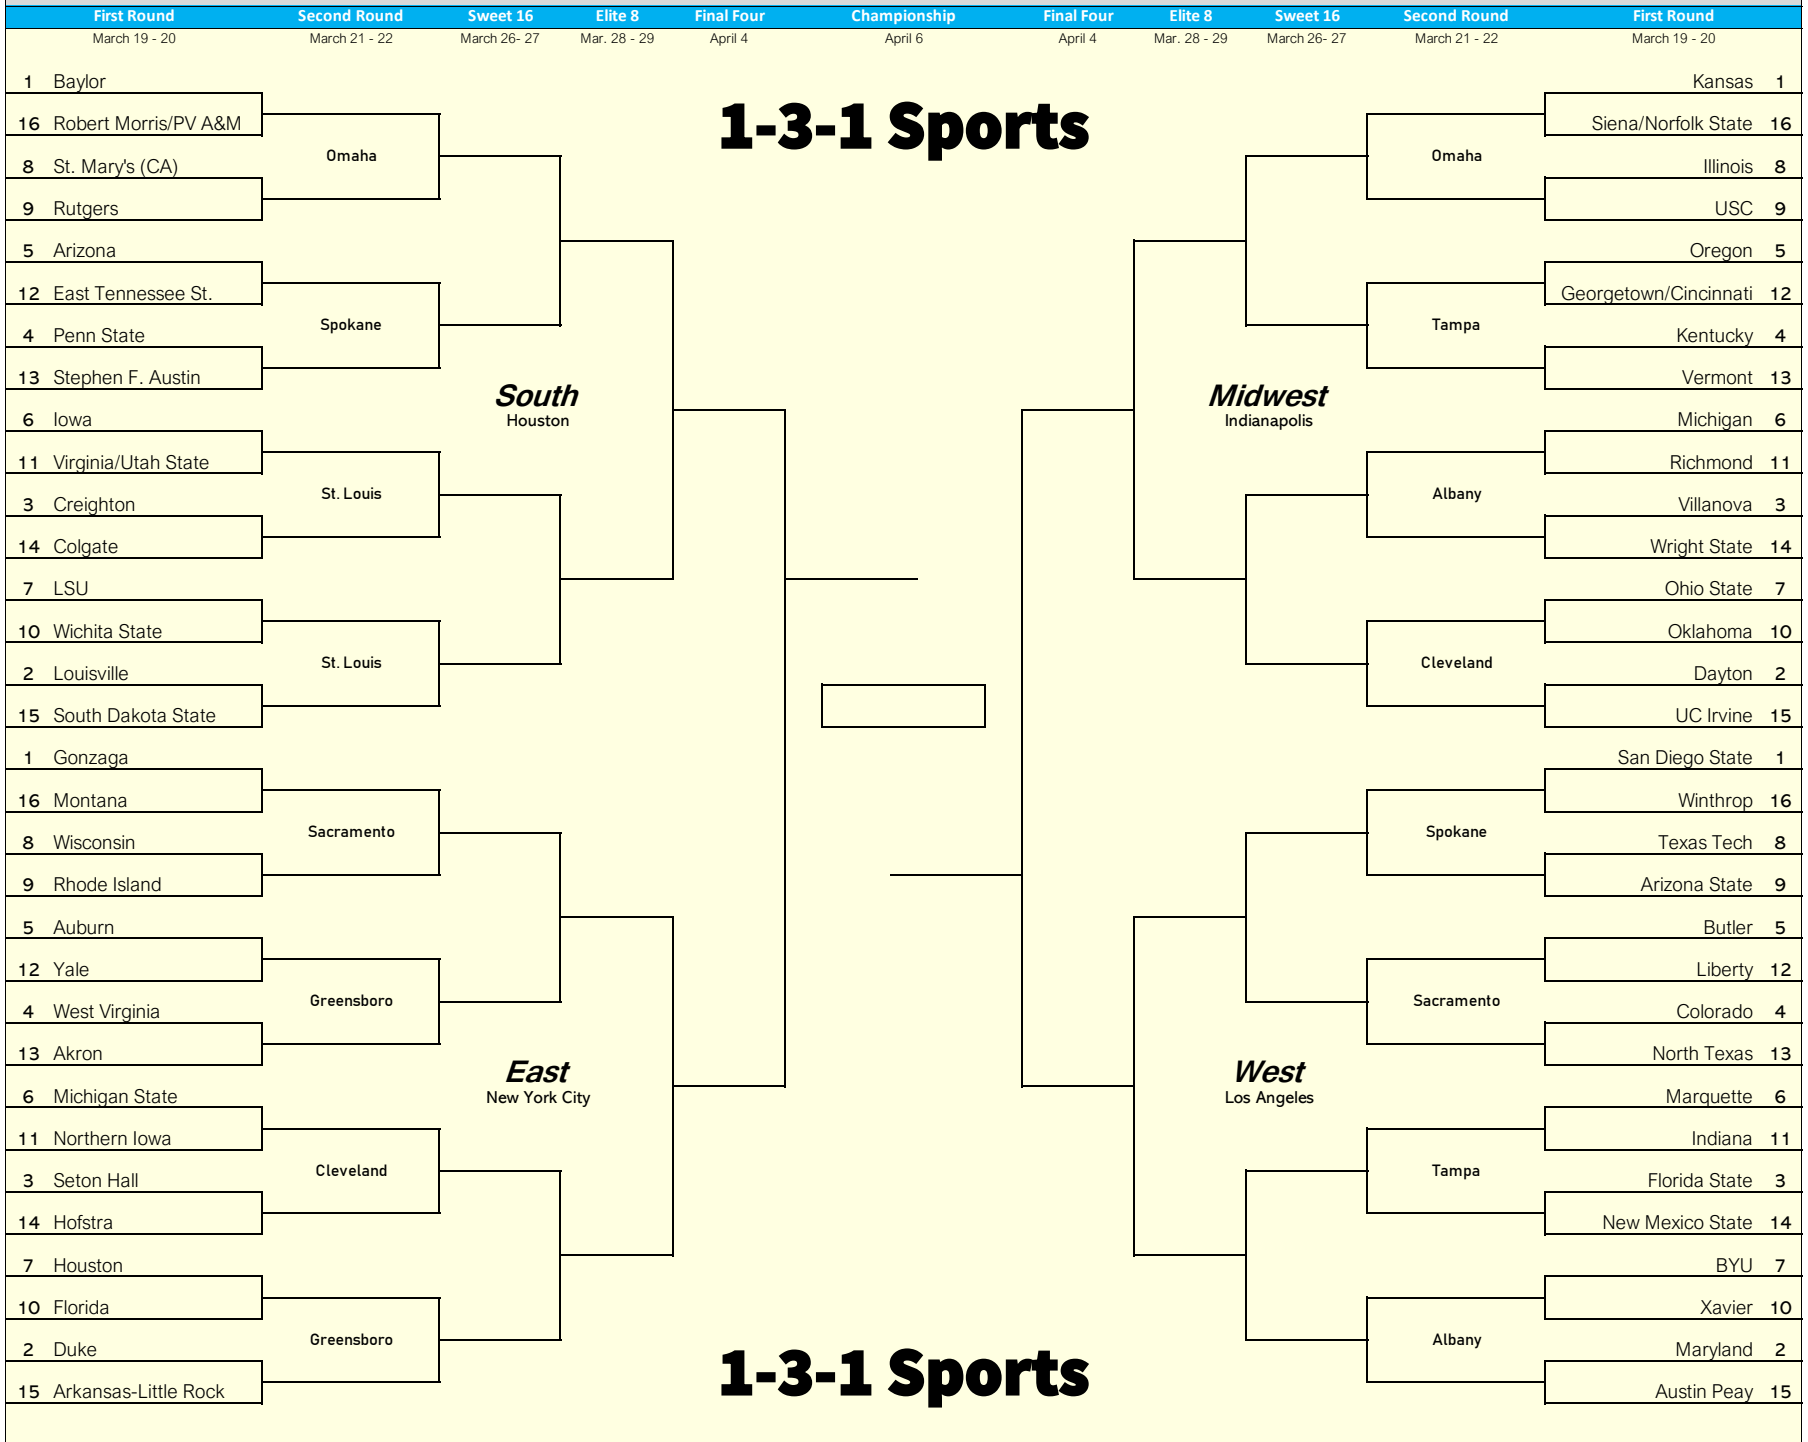 First Round Second Round Sweet 16 Elite 8 Final Four Championship Final Four Elite 8 Sweet 16 Second Round First Round
March 19 - 20 March 21 - 22 March 26- 27 Mar. 28 - 29 April 4 April 6 April 4 Mar. 28 - 29 March 26- 27 March 21 - 22 March 19 - 20
1 Baylor
16 Robert Morris/PV A&M
Omaha
8 St. Mary's (CA)
9 Rutgers
5 Arizona
12 East Tennessee St.
Spokane
4 Penn State
13 Stephen F. Austin
South
Houston
6 Iowa
11 Virginia/Utah State
St. Louis
3 Creighton
14 Colgate
7 LSU
10 Wichita State
St. Louis
2 Louisville
15 South Dakota State
1 Gonzaga
16 Montana
Sacramento
8 Wisconsin
9 Rhode Island
5 Auburn
12 Yale
Greensboro
4 West Virginia
13 Akron
East
New York City
6 Michigan State
11 Northern Iowa
Cleveland
3 Seton Hall
14 Hofstra
7 Houston
10 Florida
Greensboro
2 Duke
15 Arkansas-Little Rock
1-3-1 Sports
1-3-1 Sports
Kansas 1
Siena/Norfolk State 16
Omaha
Illinois 8
USC 9
Oregon 5
Georgetown/Cincinnati 12
Tampa
Kentucky 4
Vermont 13
Midwest
Indianapolis
Michigan 6
Richmond 11
Albany
Villanova 3
Wright State 14
Ohio State 7
Oklahoma 10
Cleveland
Dayton 2
UC Irvine 15
San Diego State 1
Winthrop 16
Spokane
Texas Tech 8
Arizona State 9
Butler 5
Liberty 12
Sacramento
Colorado 4
North Texas 13
West
Los Angeles
Marquette 6
Indiana 11
Tampa
Florida State 3
New Mexico State 14
BYU 7
Xavier 10
Albany
Maryland 2
Austin Peay 15